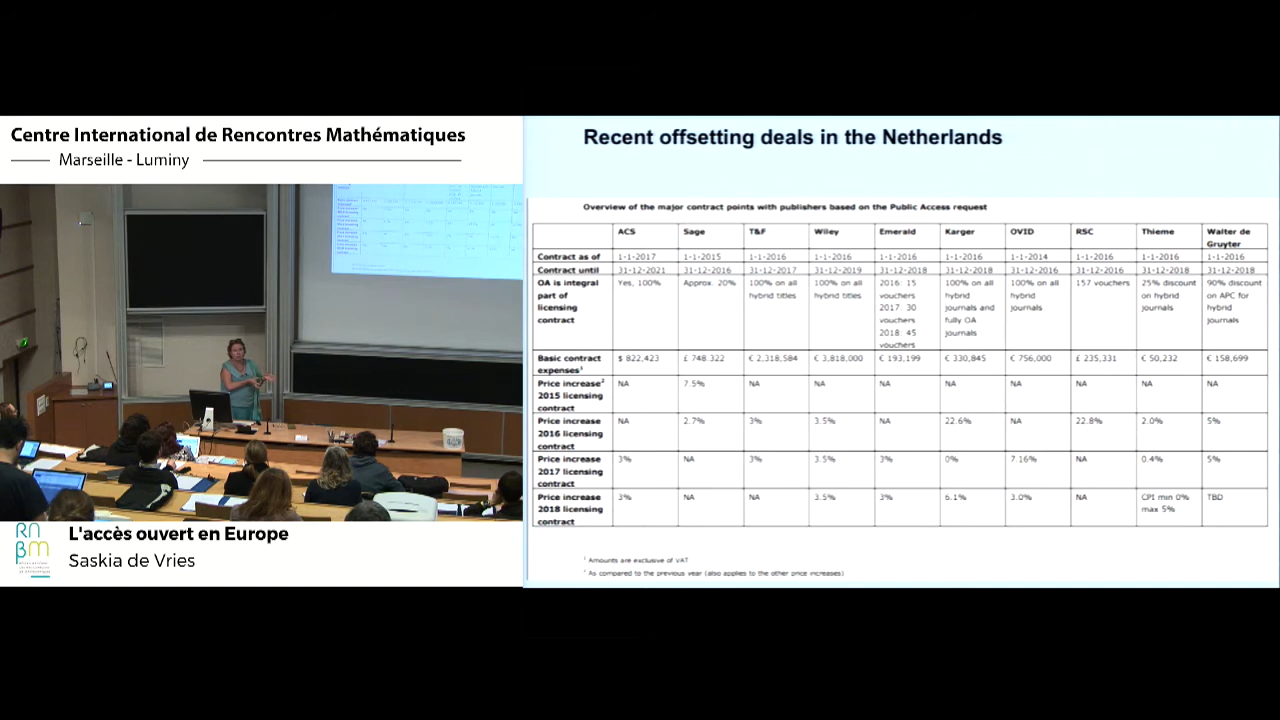 Centre International de Rencontres Mathématiques
Marseille - Luminy
L'accès ouvert en Europe
Saskia de Vries
Recent offsetting deals in the Netherlands
Overview of the major contract points with publishers based on the Public Access request
ACS Sage T&F Wiley Emerald Karger OVID RSC Thieme Walter de Gruyter
Contract as of 1-1-2017 1-1-2015 1-1-2016 1-1-2016 1-1-2016 1-1-2016 1-1-2014 1-1-2016 1-1-2016 1-1-2016
Contract until 31-12-2021 31-12-2016 31-12-2017 31-12-2019 31-12-2018 31-12-2018 31-12-2016 31-12-2016 31-12-2018 31-12-2018
OA is integral part of licensing contract Yes, 100% Approx. 20% 100% on all hybrid titles 100% on all hybrid titles 2016: 15 vouchers 2017: 30 vouchers 2018: 45 vouchers 100% on all hybrid journals and fully OA journals 100% on all hybrid journals 157 vouchers 25% discount on hybrid journals 90% discount on APC for hybrid journals
Basic contract expenses¹ $ 822,423 £ 748.322 € 2,318,584 € 3,818,000 € 193,199 € 330,845 € 756,000 £ 235,331 € 50,232 € 158,699
Price increase² 2015 licensing contract NA 7.5% NA NA NA NA NA NA NA NA
Price increase 2016 licensing contract NA 2.7% 3% 3.5% NA 22.6% NA 22.8% 2.0% 5%
Price increase 2017 licensing contract 3% NA 3% 3.5% 3% 0% 7.16% NA 0.4% 5%
Price increase 2018 licensing contract 3% NA NA 3.5% 3% 6.1% 3.0% NA CPI min 0% max 5% TBD
¹ Amounts are exclusive of VAT
² As compared to the previous year (also applies to the other price increases)